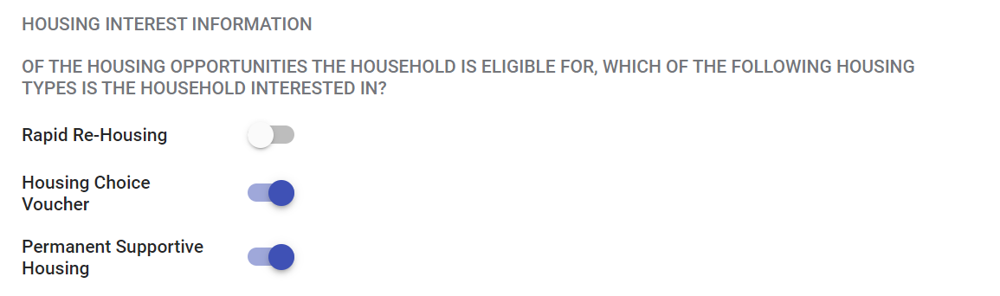 HOUSING INTEREST INFORMATION
OF THE HOUSING OPPORTUNITIES THE HOUSEHOLD IS ELIGIBLE FOR, WHICH OF THE FOLLOWING HOUSING
TYPES IS THE HOUSEHOLD INTERESTED IN?
Rapid Re-Housing
Housing Choice
Voucher
Permanent Supportive
Housing